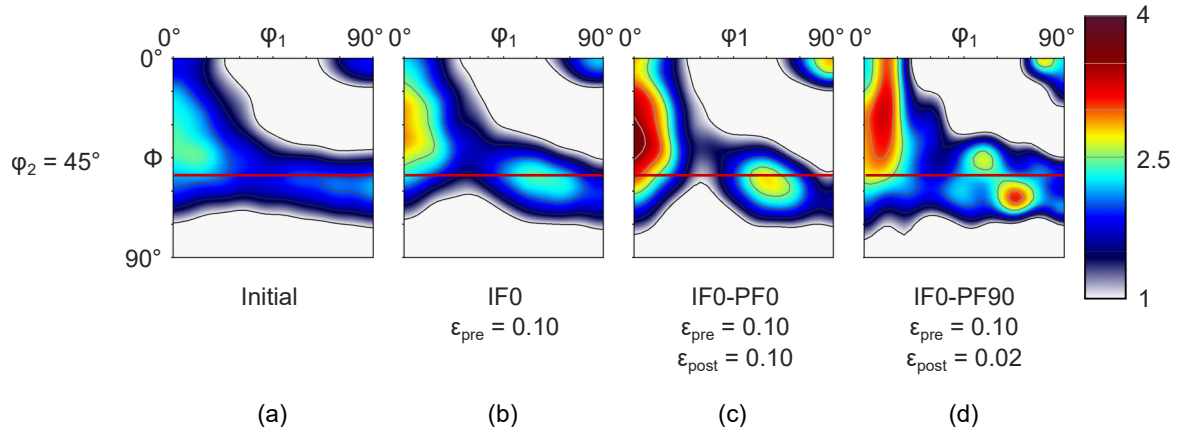 0° φ₁ 90° 0° φ₁ 90° 0° φ1 90° 0° φ₁ 90° 4
0°
φ₂ = 45° Φ 2.5
90°
1
Initial IF0 IF0-PF0 IF0-PF90
εpre = 0.10 εpre = 0.10 εpre = 0.10
εpost = 0.10 εpost = 0.02
(a) (b) (c) (d)